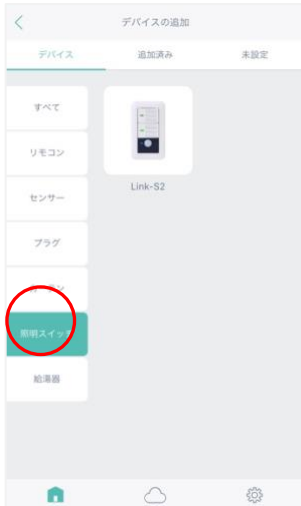 デバイスの追加
デバイス
追加済み
未設定
すべて
リモコン
センサー
プラグ
照明スイッチ
給湯器
Link-S2